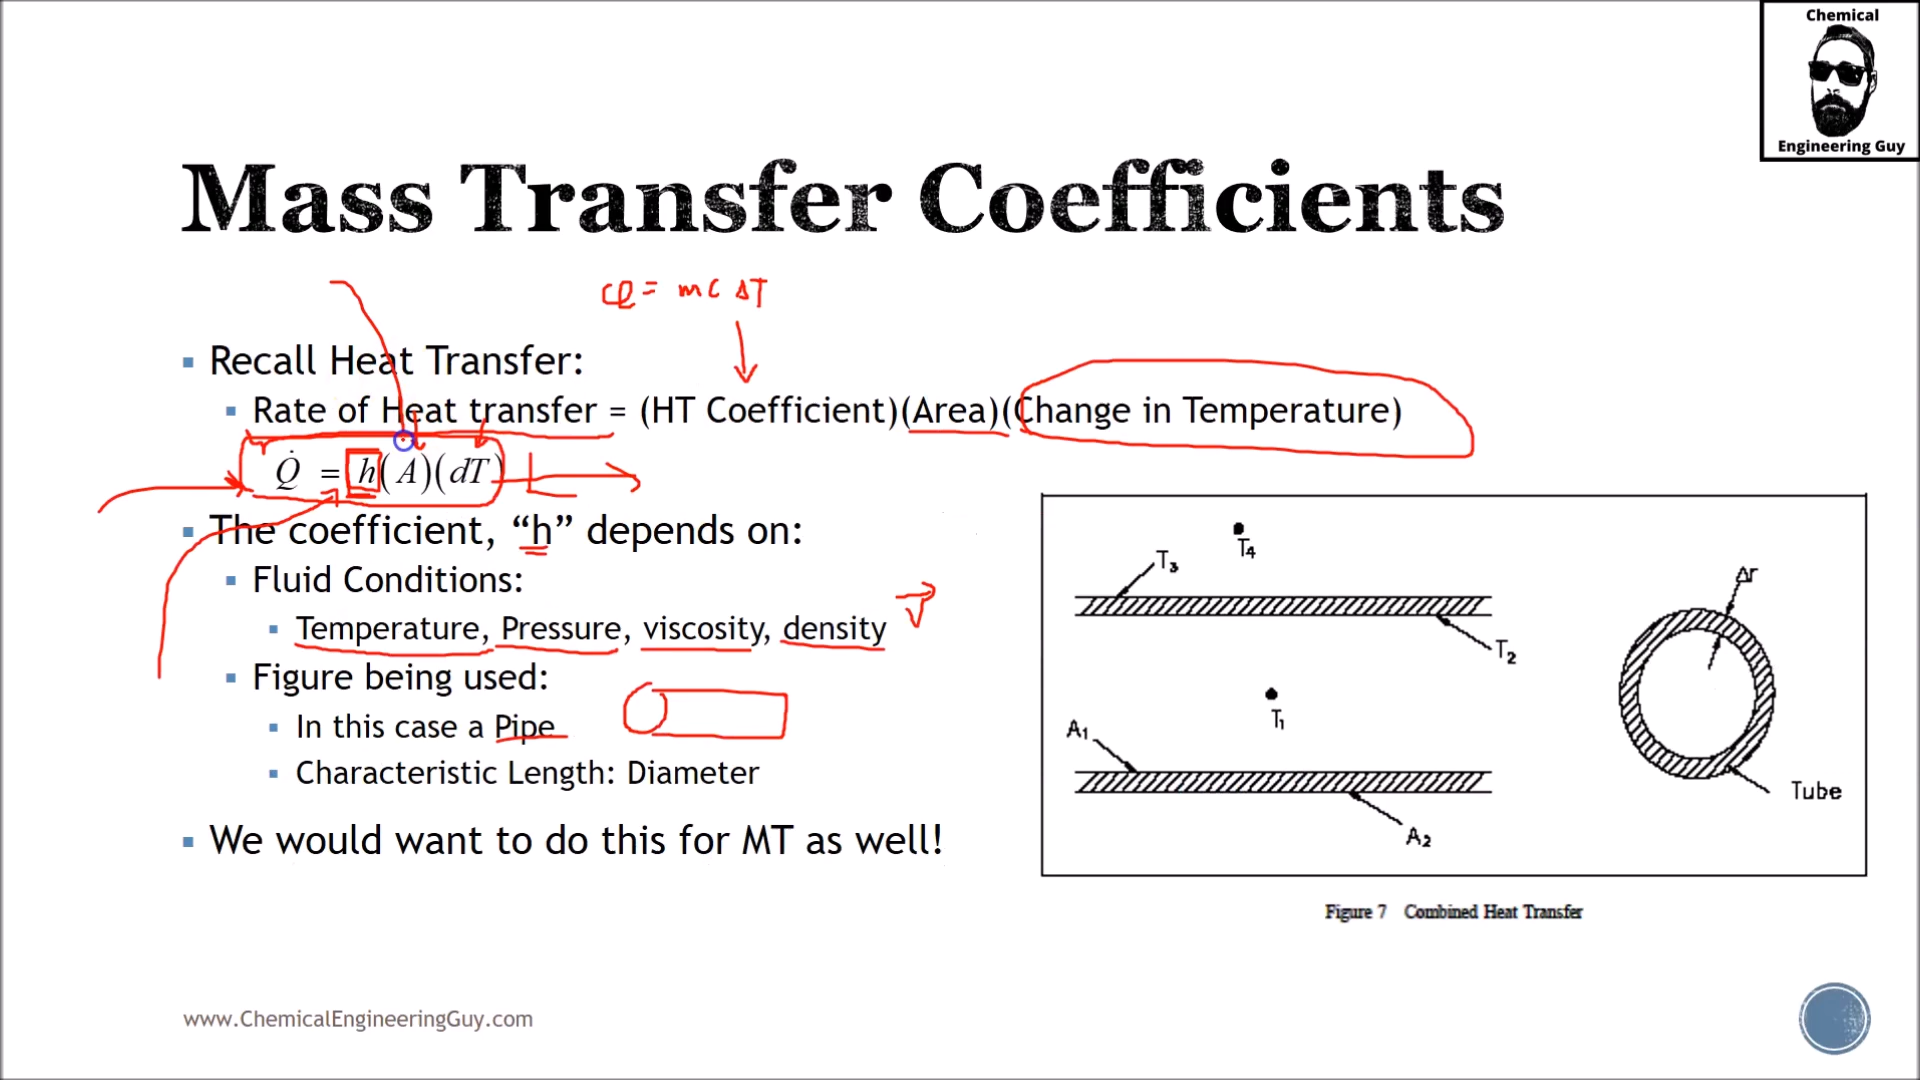 Chemical
Engineering Guy
Mass Transfer Coefficients
Q = mC ΔT
Recall Heat Transfer:
Rate of Heat transfer = (HT Coefficient)(Area)(Change in Temperature)
Q̇ = h(A)(dT)
The coefficient, “h” depends on:
Fluid Conditions:
Temperature, Pressure, viscosity, density
Figure being used:
In this case a Pipe
Characteristic Length: Diameter
We would want to do this for MT as well!
T4
T3
T2
T1
A1
A2
Δr
Tube
Figure 7 Combined Heat Transfer
www.ChemicalEngineeringGuy.com